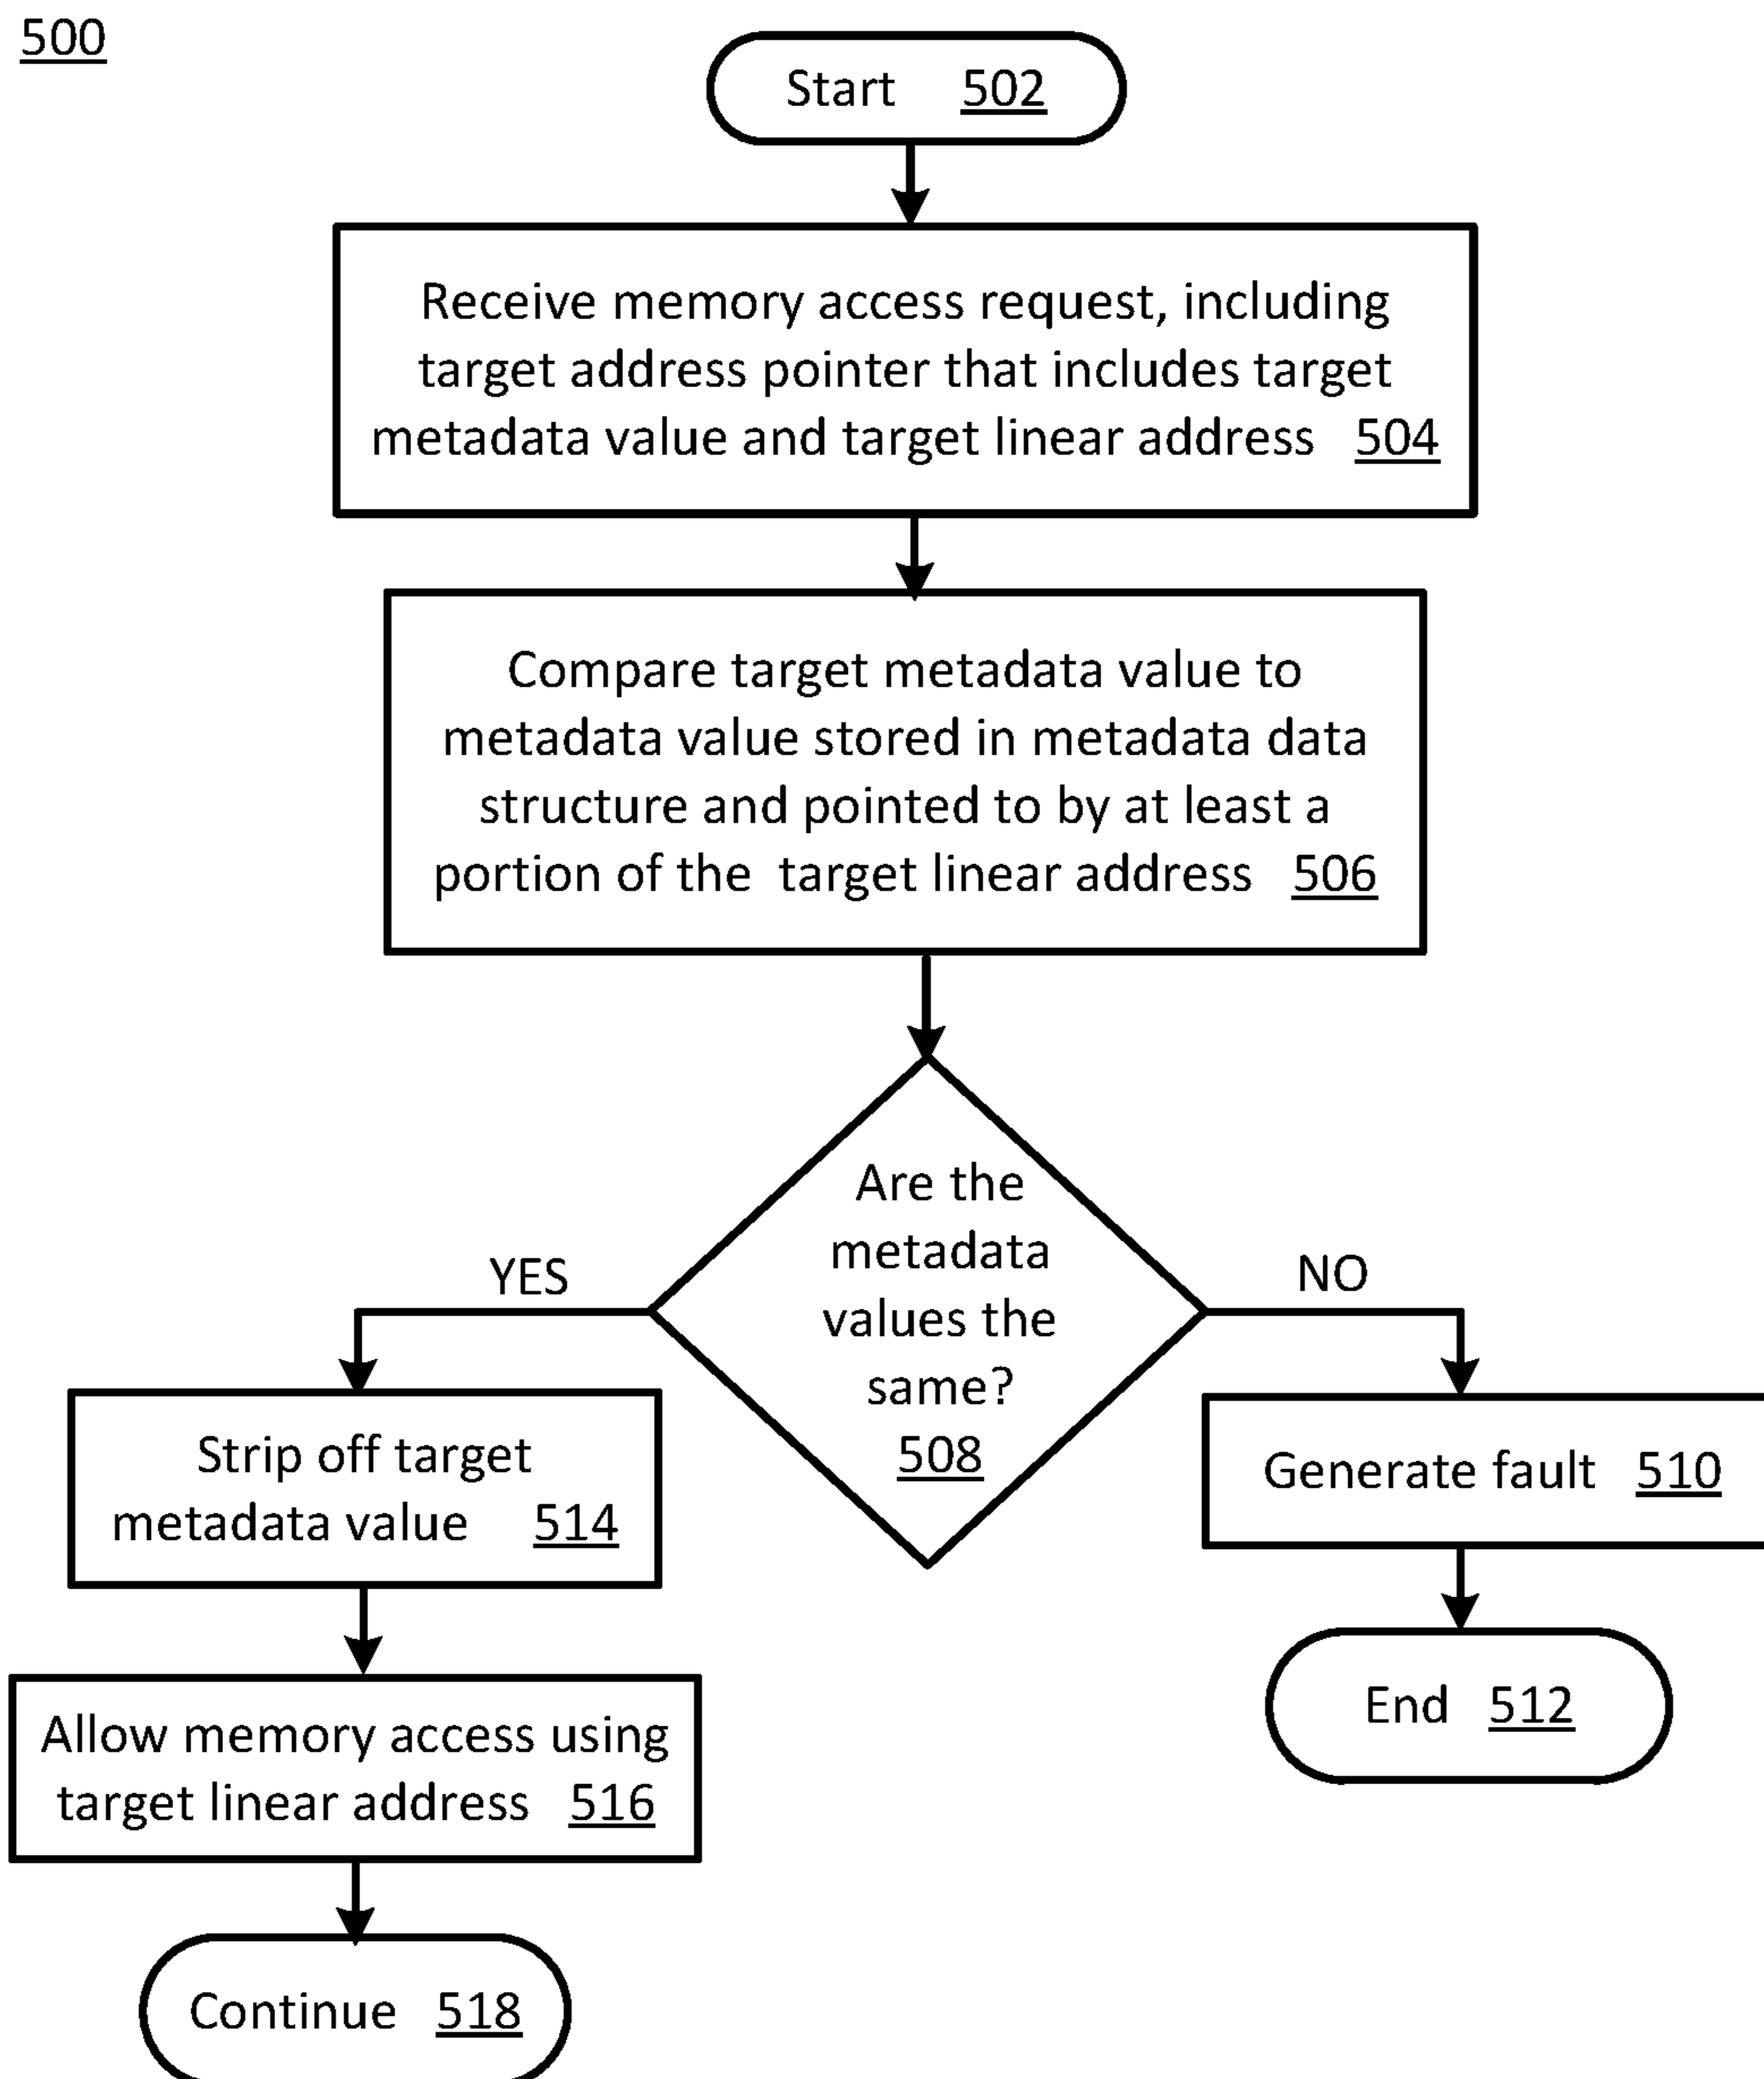 500
Start 502
Receive memory access request, including
target address pointer that includes target
metadata value and target linear address 504
Compare target metadata value to
metadata value stored in metadata data
structure and pointed to by at least a
portion of the target linear address 506
Are the
metadata
values the
same?
508
YES
NO
Strip off target
metadata value 514
Generate fault 510
Allow memory access using
target linear address 516
End 512
Continue 518